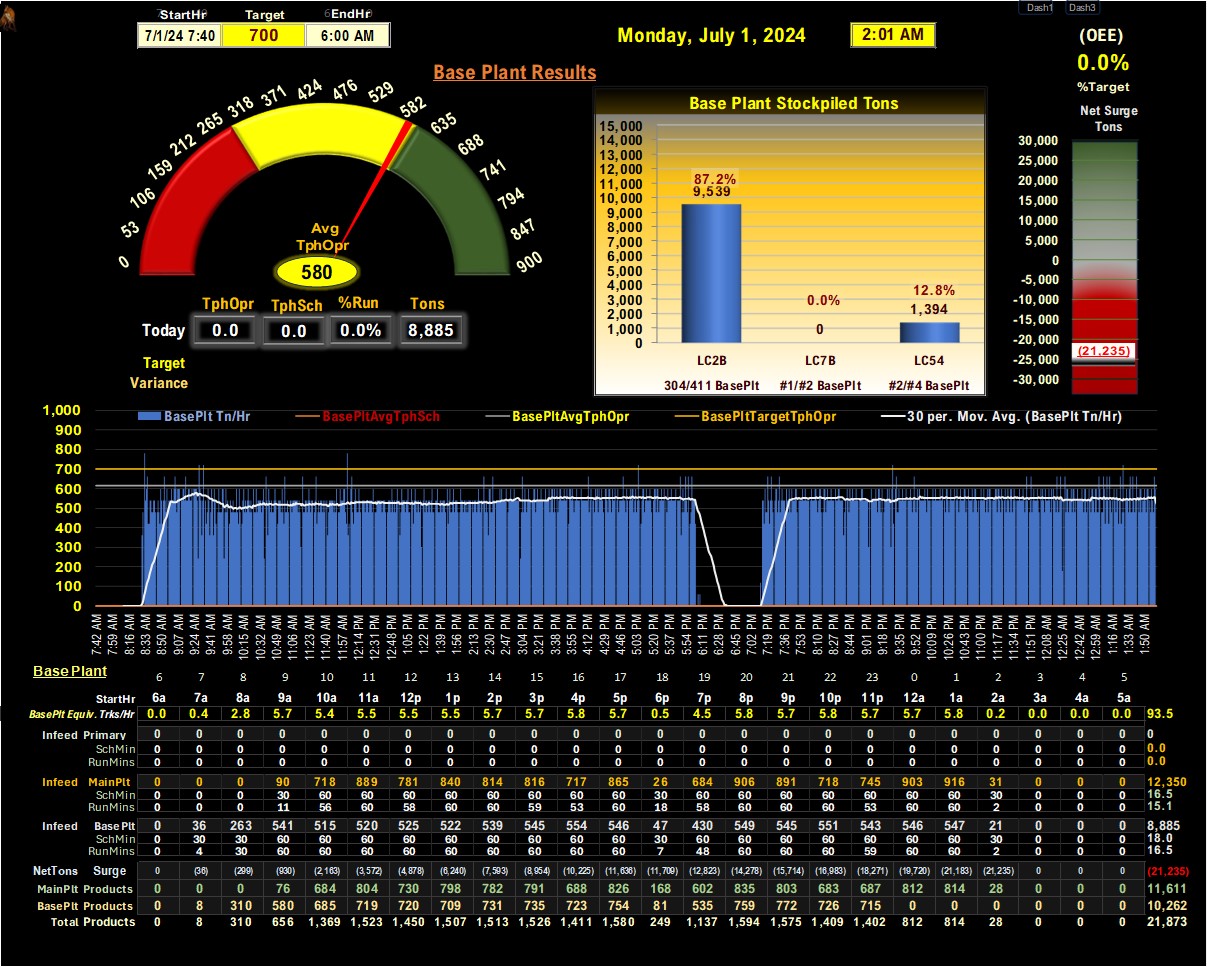 StartHr Target EndHr Dash1 Dash3
7/1/24 7:40 700 6:00 AM
Monday, July 1, 2024 2:01 AM
(OEE)
0.0%
%Target
Base Plant Results
0 53 106 159 212 265 318 371 424 476 529 582 635 688 741 794 847 900
Avg
TphOpr
580
TphOpr TphSch %Run Tons
Today 0.0 0.0 0.0% 8,885
Target
Variance
Base Plant Stockpiled Tons
15,000
14,000
13,000
12,000
11,000
10,000
9,000
8,000
7,000
6,000
5,000
4,000
3,000
2,000
1,000
0
87.2%
9,539
0.0%
0
12.8%
1,394
LC2B LC7B LC54
304/411 BasePlt #1/#2 BasePlt #2/#4 BasePlt
Net Surge
Tons
30,000
25,000
20,000
15,000
10,000
5,000
0
-5,000
-10,000
-15,000
-20,000
-25,000
-30,000
(21,235)
BasePlt Tn/Hr BasePltAvgTphSch BasePltAvgTphOpr BasePltTargetTphOpr 30 per. Mov. Avg. (BasePlt Tn/Hr)
1,000
900
800
700
600
500
400
300
200
100
0
7:42 AM 7:59 AM 8:16 AM 8:33 AM 8:50 AM 9:07 AM 9:24 AM 9:41 AM 9:58 AM 10:15 AM 10:32 AM 10:49 AM 11:06 AM 11:23 AM 11:40 AM 11:57 AM 12:14 PM 12:31 PM 12:48 PM 1:05 PM 1:22 PM 1:39 PM 1:56 PM 2:13 PM 2:30 PM 2:47 PM 3:04 PM 3:21 PM 3:38 PM 3:55 PM 4:12 PM 4:29 PM 4:46 PM 5:03 PM 5:20 PM 5:37 PM 5:54 PM 6:11 PM 6:28 PM 6:45 PM 7:02 PM 7:19 PM 7:36 PM 7:53 PM 8:10 PM 8:27 PM 8:44 PM 9:01 PM 9:18 PM 9:35 PM 9:52 PM 10:09 PM 10:26 PM 10:43 PM 11:00 PM 11:17 PM 11:34 PM 11:51 PM 12:08 AM 12:25 AM 12:42 AM 12:59 AM 1:16 AM 1:33 AM 1:50 AM
Base Plant
6 7 8 9 10 11 12 13 14 15 16 17 18 19 20 21 22 23 0 1 2 3 4 5
StartHr 6a 7a 8a 9a 10a 11a 12p 1p 2p 3p 4p 5p 6p 7p 8p 9p 10p 11p 12a 1a 2a 3a 4a 5a
BasePlt Equiv. Trks/Hr 0.0 0.4 2.8 5.7 5.4 5.5 5.5 5.5 5.7 5.7 5.8 5.7 0.5 4.5 5.8 5.7 5.8 5.7 5.7 5.8 0.2 0.0 0.0 0.0 93.5
Infeed Primary 0 0 0 0 0 0 0 0 0 0 0 0 0 0 0 0 0 0 0 0 0 0 0 0 0
SchMin 0 0 0 0 0 0 0 0 0 0 0 0 0 0 0 0 0 0 0 0 0 0 0 0 0.0
RunMins 0 0 0 0 0 0 0 0 0 0 0 0 0 0 0 0 0 0 0 0 0 0 0 0 0.0
Infeed MainPlt 0 0 0 90 718 889 781 840 814 816 717 865 26 684 906 891 718 745 903 916 31 0 0 0 12,350
SchMin 0 0 0 30 60 60 60 60 60 60 60 60 30 60 60 60 60 60 60 60 30 0 0 0 16.5
RunMins 0 0 0 11 56 60 58 60 60 59 53 60 18 58 60 60 60 53 60 60 2 0 0 0 15.1
Infeed Base Plt 0 36 263 541 515 520 525 522 539 545 554 546 47 430 549 545 551 543 546 547 21 0 0 0 8,885
SchMin 0 30 30 60 60 60 60 60 60 60 60 60 30 60 60 60 60 60 60 60 30 0 0 0 18.0
RunMins 0 4 30 60 60 60 60 60 60 60 60 60 7 48 60 60 60 59 60 60 2 0 0 0 16.5
NetTons Surge 0 (36) (299) (930) (2,163) (3,572) (4,878) (6,240) (7,593) (8,954) (10,225) (11,636) (11,709) (12,823) (14,278) (15,714) (16,983) (18,271) (19,720) (21,183) (21,235) 0 0 0 (21,235)
MainPlt Products 0 0 0 76 684 804 730 798 782 791 688 826 168 602 835 803 683 687 812 814 28 0 0 0 11,611
BasePlt Products 0 8 310 580 685 719 720 709 731 735 723 754 81 535 759 772 726 715 0 0 0 0 0 0 10,262
Total Products 0 8 310 656 1,369 1,523 1,450 1,507 1,513 1,526 1,411 1,580 249 1,137 1,594 1,575 1,409 1,402 812 814 28 0 0 0 21,873